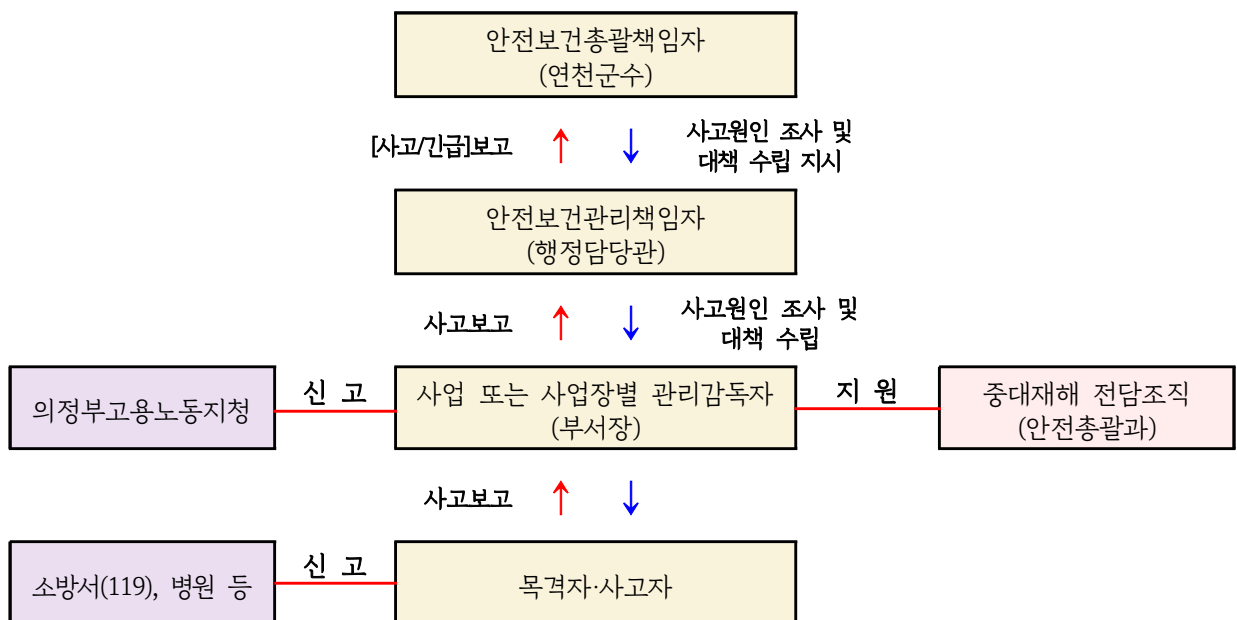 안전보건총괄책임자
(연천군수)
[사고/긴급]보고
사고원인 조사 및
대책 수립 지시
안전보건관리책임자
(행정담당관)
사고보고
사고원인 조사 및
대책 수립
의정부고용노동지청
신 고
사업 또는 사업장별 관리감독자
(부서장)
지 원
중대재해 전담조직
(안전총괄과)
사고보고
소방서(119), 병원 등
신 고
목격자·사고자